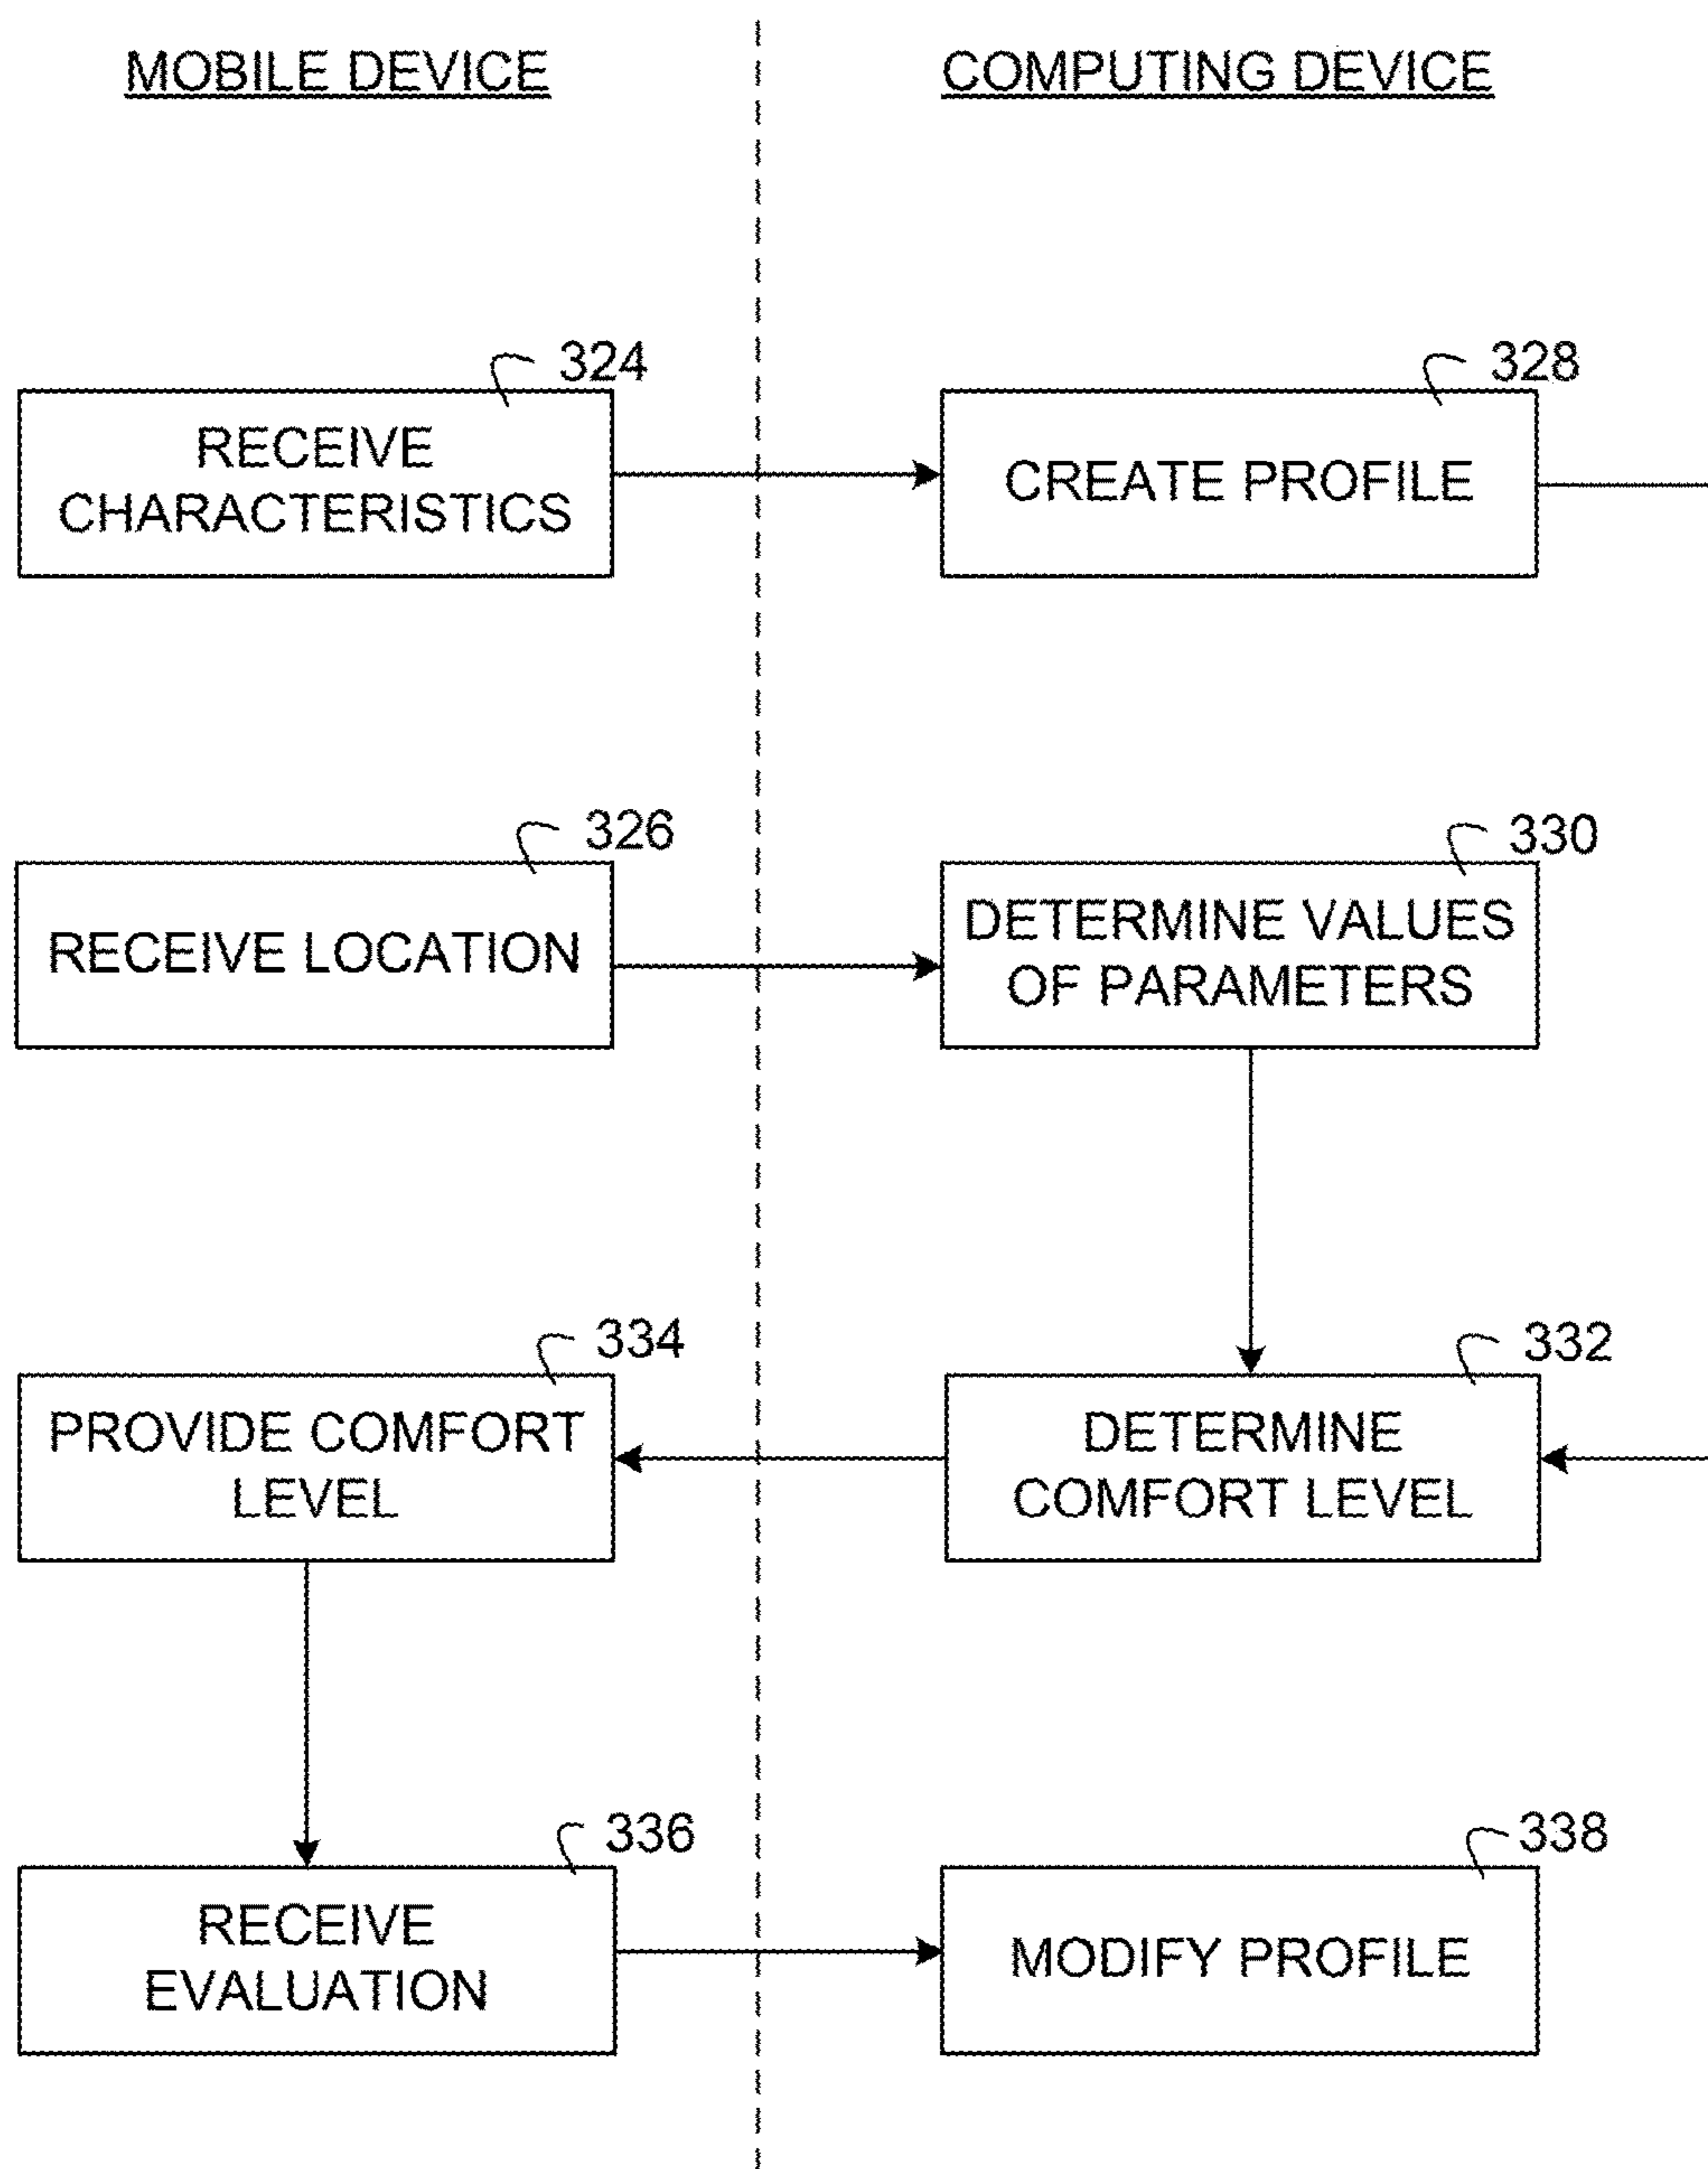 MOBILE DEVICE
COMPUTING DEVICE
324
RECEIVE
CHARACTERISTICS
328
CREATE PROFILE
326
RECEIVE LOCATION
330
DETERMINE VALUES
OF PARAMETERS
334
PROVIDE COMFORT
LEVEL
332
DETERMINE
COMFORT LEVEL
336
RECEIVE
EVALUATION
338
MODIFY PROFILE